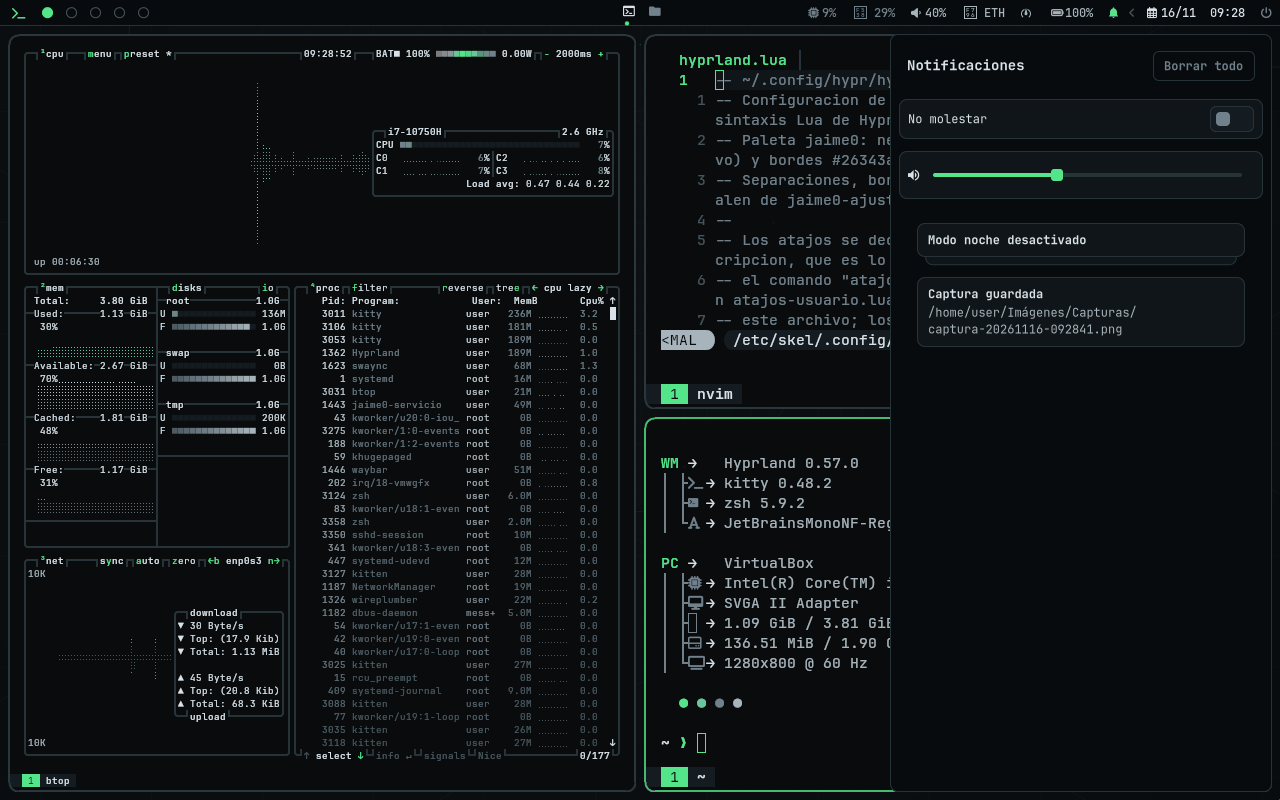 9% 29% 40% ETH 100% 16/11 09:28
¹cpu menu preset * 09:28:52 BAT■ 100% 0.00W - 2000ms +
i7-10750H 2.6 GHz
CPU 7%
C0 6% C2 6%
C1 7% C3 8%
Load avg: 0.47 0.44 0.22
up 00:06:30
²mem disks io
Total: 3.80 GiB
Used: 1.13 GiB
30%
Available: 2.67 GiB
70%
Cached: 1.81 GiB
48%
Free: 1.17 GiB
31%
root 1.0G
U 136M
F 1.0G
swap 1.0G
U 0B
F 1.0G
tmp 1.0G
U 200K
F 1.0G
³net sync auto zero ←b enp0s3 n→
10K
download
▼ 30 Byte/s
▼ Top: (17.9 Kib)
▼ Total: 1.13 MiB
▲ 45 Byte/s
▲ Top: (20.8 Kib)
▲ Total: 68.3 KiB
upload
10K
⁴proc filter reverse tree ← cpu lazy →
Pid: Program: User: MemB Cpu% ↑
3011 kitty user 236M 3.2
3106 kitty user 181M 0.5
3053 kitty user 189M 0.0
1362 Hyprland user 189M 1.0
1623 swaync user 68M 1.3
1 systemd root 16M 0.0
3031 btop user 21M 0.0
1443 jaime0-servicio user 49M 0.0
43 kworker/u20:0-iou_ root 0B 0.0
3275 kworker/1:0-events root 0B 0.0
188 kworker/1:2-events root 0B 0.0
59 khugepaged root 0B 0.0
1446 waybar user 51M 0.0
202 irq/18-vmwgfx root 0B 0.8
3124 zsh user 6.0M 0.0
83 kworker/u18:1-even root 0B 0.0
3358 zsh user 2.0M 0.0
3350 sshd-session root 10M 0.0
341 kworker/u18:3-even root 0B 0.0
447 systemd-udevd root 12M 0.0
3127 kitten user 28M 0.0
1187 NetworkManager root 19M 0.0
1326 wireplumber user 22M 0.2
1182 dbus-daemon mess+ 5.0M 0.0
54 kworker/u17:1-even root 0B 0.0
42 kworker/u19:0-even root 0B 0.0
40 kworker/u17:0-loop root 0B 0.0
3025 kitten user 27M 0.0
15 rcu_preempt root 0B 0.0
409 systemd-journal root 9.0M 0.0
3088 kitten user 28M 0.0
77 kworker/u19:1-loop root 0B 0.0
3035 kitten user 26M 0.0
3118 kitten user 27M 0.0 ↓
↑ select ↓ info ↵ signals Nice 0/177
1 btop
hyprland.lua
1 -- ~/.config/hypr/hy
1 -- Configuracion de
sintaxis Lua de Hypr
2 -- Paleta jaime0: ne
vo) y bordes #26343a
3 -- Separaciones, bor
alen de jaime0-ajust
4 --
5 -- Los atajos se dec
cripcion, que es lo
6 -- el comando "atajo
n atajos-usuario.lua
7 -- este archivo; los
<MAL /etc/skel/.config/
1 nvim
WM → Hyprland 0.57.0
→ kitty 0.48.2
→ zsh 5.9.2
→ JetBrainsMonoNF-Reg
PC → VirtualBox
→ Intel(R) Core(TM) i
→ SVGA II Adapter
→ 1.09 GiB / 3.81 GiB
→ 136.51 MiB / 1.90 G
→ 1280x800 @ 60 Hz
~ ❯
1 ~
Notificaciones Borrar todo
No molestar
Modo noche desactivado
Captura guardada
/home/user/Imágenes/Capturas/
captura-20261116-092841.png